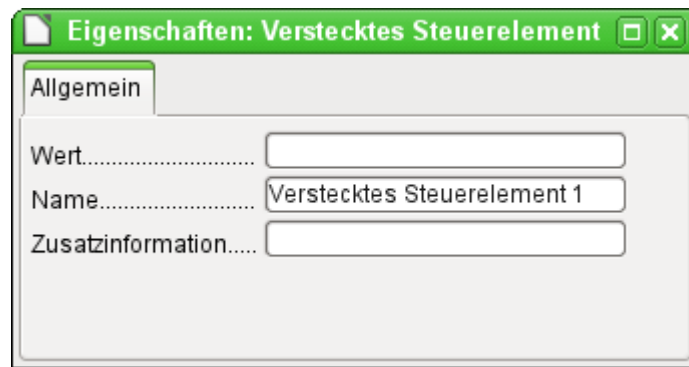 Eigenschaften: Verstecktes Steuerelement
Allgemein
Wert...........................
Name......................... Verstecktes Steuerelement 1
Zusatzinformation.....